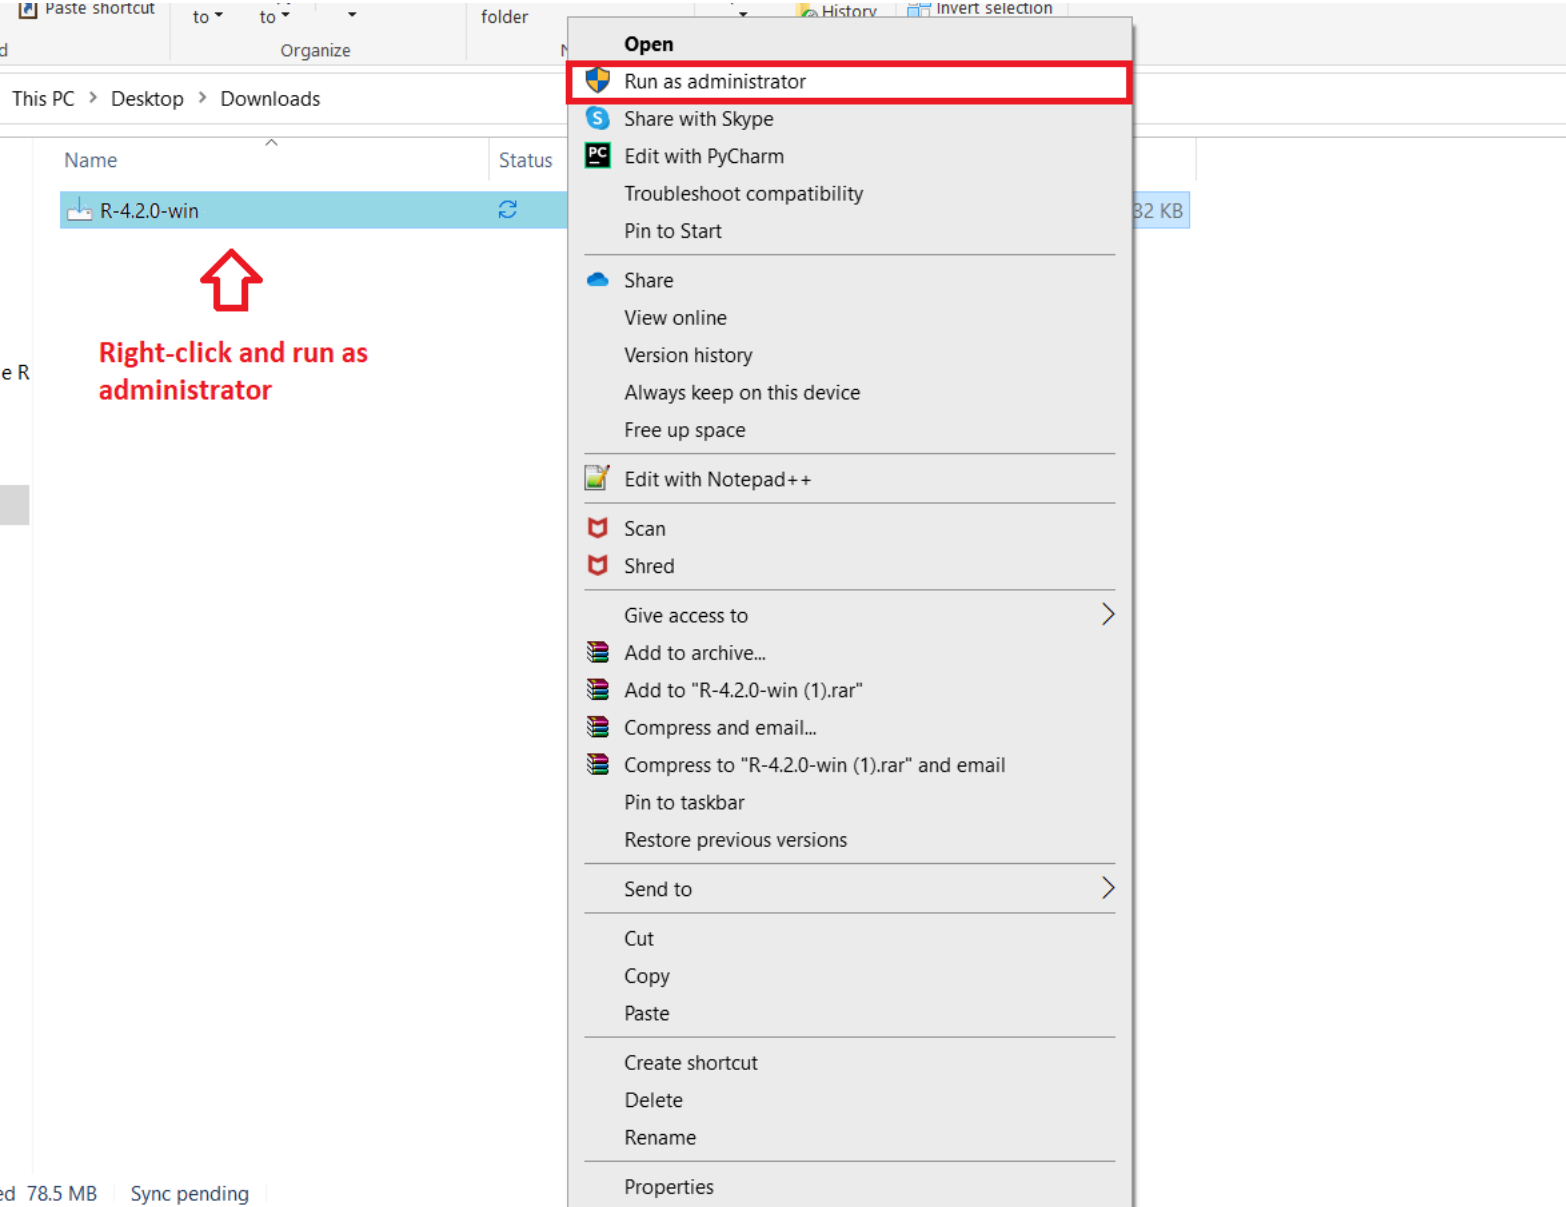 Paste shortcut
to
to
folder
History
Invert selection
Organize
This PC > Desktop > Downloads
Name
Status
R-4.2.0-win
32 KB
Right-click and run as
administrator
e R
Open
Run as administrator
Share with Skype
PC Edit with PyCharm
Troubleshoot compatibility
Pin to Start
Share
View online
Version history
Always keep on this device
Free up space
Edit with Notepad++
Scan
Shred
Give access to
Add to archive...
Add to "R-4.2.0-win (1).rar"
Compress and email...
Compress to "R-4.2.0-win (1).rar" and email
Pin to taskbar
Restore previous versions
Send to
Cut
Copy
Paste
Create shortcut
Delete
Rename
Properties
ed 78.5 MB
Sync pending